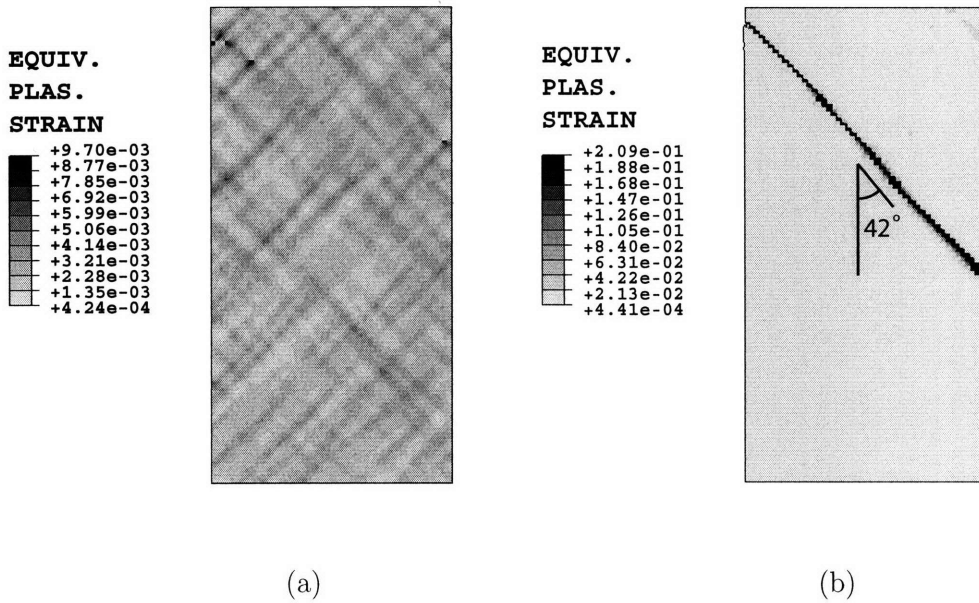 EQUIV.
PLAS.
STRAIN
+9.70e-03
+8.77e-03
+7.85e-03
+6.92e-03
+5.99e-03
+5.06e-03
+4.14e-03
+3.21e-03
+2.28e-03
+1.35e-03
+4.24e-04
(a)
EQUIV.
PLAS.
STRAIN
+2.09e-01
+1.88e-01
+1.68e-01
+1.47e-01
+1.26e-01
+1.05e-01
+8.40e-02
+6.31e-02
+4.22e-02
+2.13e-02
+4.41e-04
42°
(b)